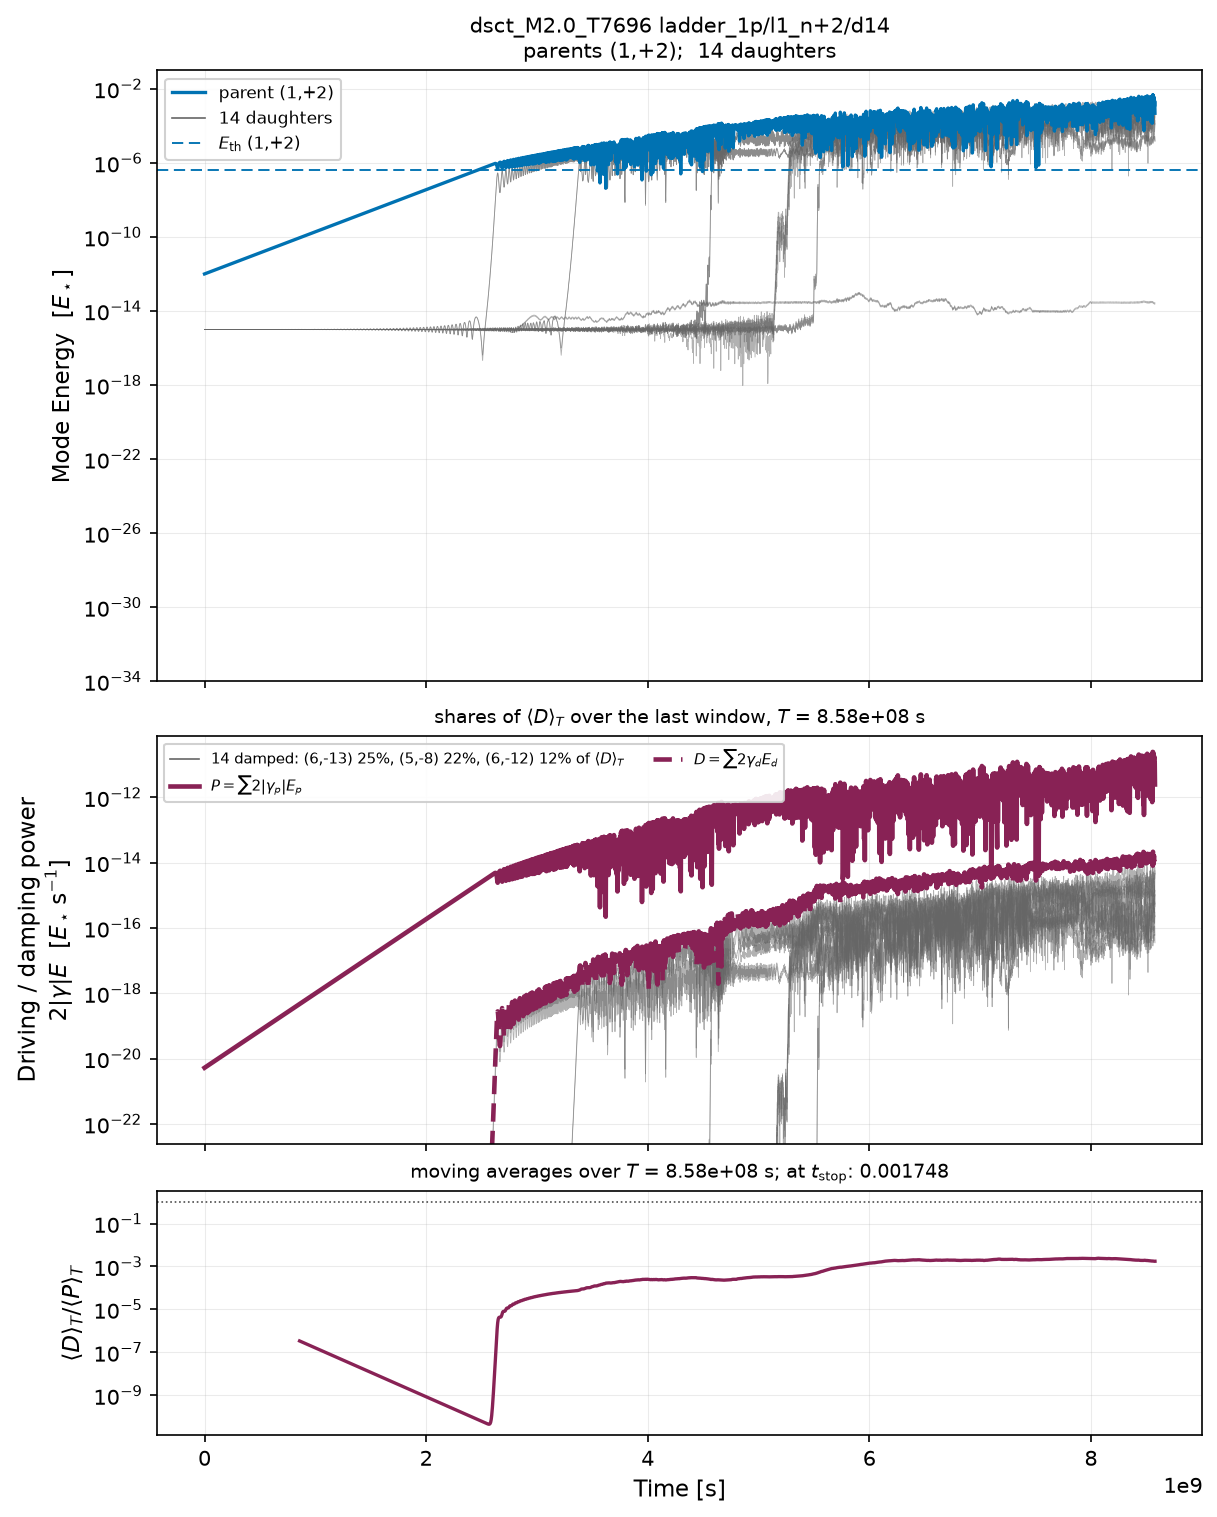 dsct_M2.0_T7696 ladder_1p/l1_n+2/d14
parents (1,+2);  14 daughters
parent (1,+2)
14 daughters
E_th (1,+2)
Mode Energy [E⋆]
10^−2
10^−6
10^−10
10^−14
10^−18
10^−22
10^−26
10^−30
10^−34
shares of ⟨D⟩_T over the last window, T = 8.58e+08 s
14 damped: (6,-13) 25%, (5,-8) 22%, (6,-12) 12% of ⟨D⟩_T
P = ∑2|γ_p|E_p
D = ∑2γ_dE_d
Driving / damping power
2|γ|E [E⋆ s^−1]
10^−12
10^−14
10^−16
10^−18
10^−20
10^−22
moving averages over T = 8.58e+08 s; at t_stop: 0.001748
⟨D⟩_T/⟨P⟩_T
10^−1
10^−3
10^−5
10^−7
10^−9
0 2 4 6 8
1e9
Time [s]